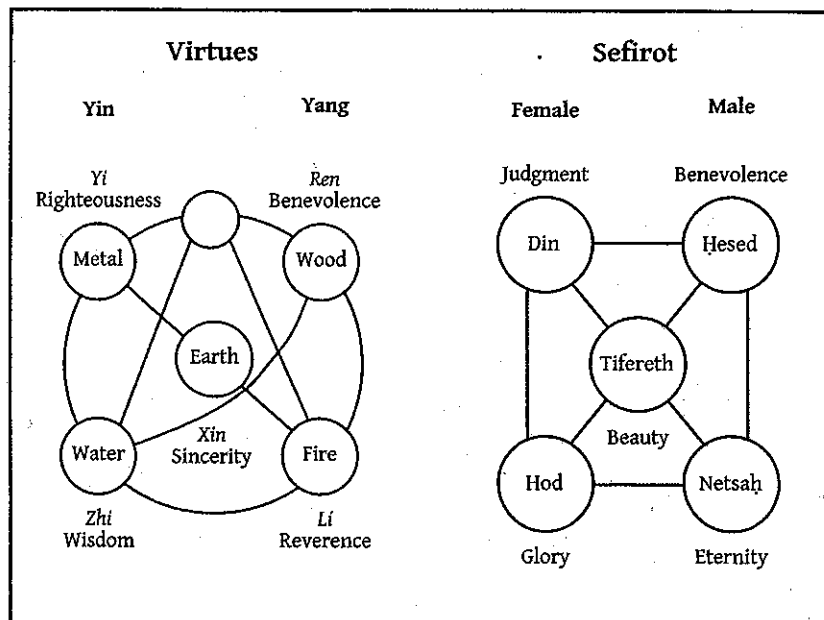 Virtues
Yin
Yang
Yi
Righteousness
Ren
Benevolence
Metal
Wood
Earth
Xin
Sincerity
Water
Fire
Zhi
Wisdom
Li
Reverence
Sefirot
Female
Male
Judgment
Benevolence
Din
Ḥesed
Tifereth
Beauty
Hod
Netsaḥ
Glory
Eternity